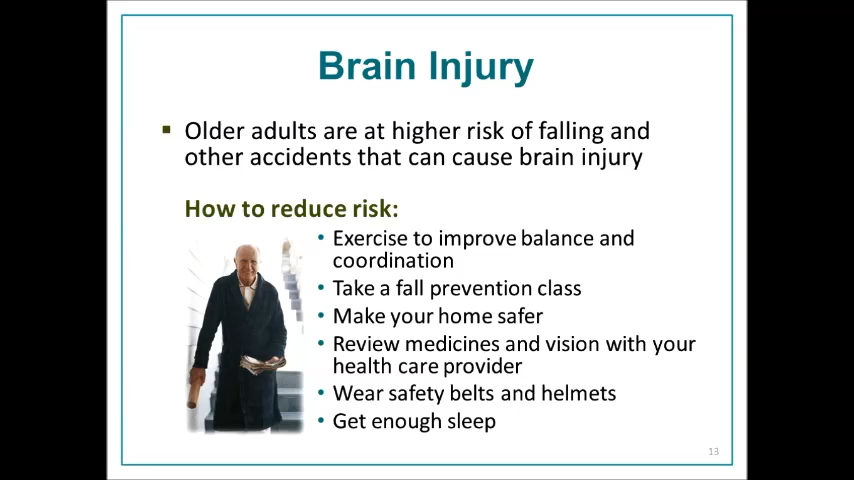 Brain Injury
▪ Older adults are at higher risk of falling and
other accidents that can cause brain injury
How to reduce risk:
• Exercise to improve balance and
coordination
• Take a fall prevention class
• Make your home safer
• Review medicines and vision with your
health care provider
• Wear safety belts and helmets
• Get enough sleep
13